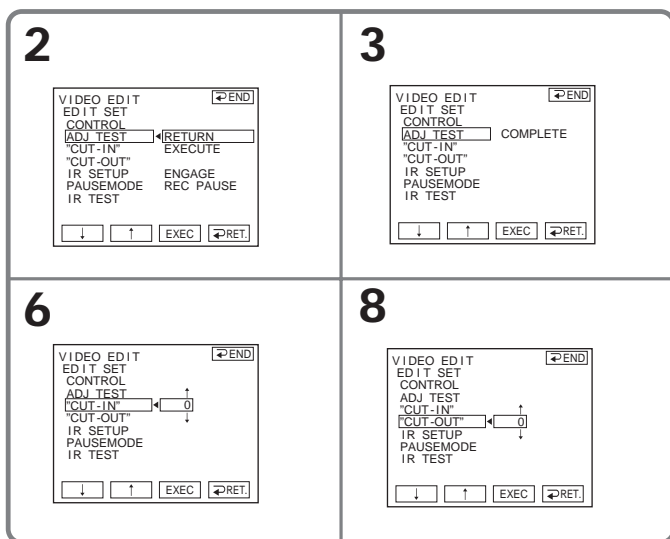 2
VIDEO EDIT ⮐END
EDIT SET
CONTROL
ADJ TEST ◀ RETURN
"CUT-IN" EXECUTE
"CUT-OUT"
IR SETUP ENGAGE
PAUSEMODE REC PAUSE
IR TEST
↓ ↑ EXEC ⮐RET.
3
VIDEO EDIT ⮐END
EDIT SET
CONTROL
ADJ TEST COMPLETE
"CUT-IN"
"CUT-OUT"
IR SETUP
PAUSEMODE
IR TEST
↓ ↑ EXEC ⮐RET.
6
VIDEO EDIT ⮐END
EDIT SET
CONTROL
ADJ TEST ↑
"CUT-IN" ◀ 0
"CUT-OUT" ↓
IR SETUP
PAUSEMODE
IR TEST
↓ ↑ EXEC ⮐RET.
8
VIDEO EDIT ⮐END
EDIT SET
CONTROL
ADJ TEST
"CUT-IN" ↑
"CUT-OUT" ◀ 0
IR SETUP ↓
PAUSEMODE
IR TEST
↓ ↑ EXEC ⮐RET.